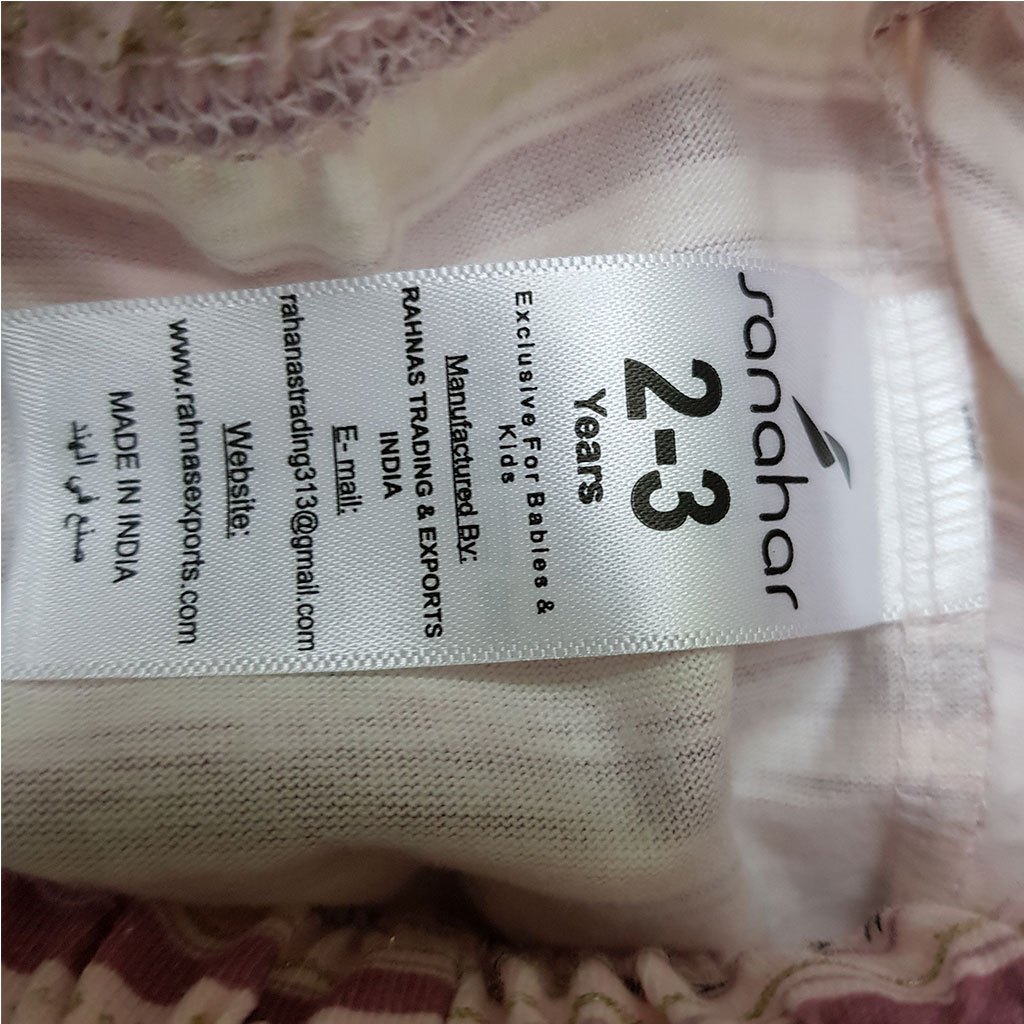 sanahar
2-3
Years
Exclusive For Babies &
Kids
Manufactured By:
RAHNAS TRADING & EXPORTS
INDIA
E- mail:
rahanastrading313@gmail.com
Website:
www.rahnasexports.com
MADE IN INDIA
صنع في الهند